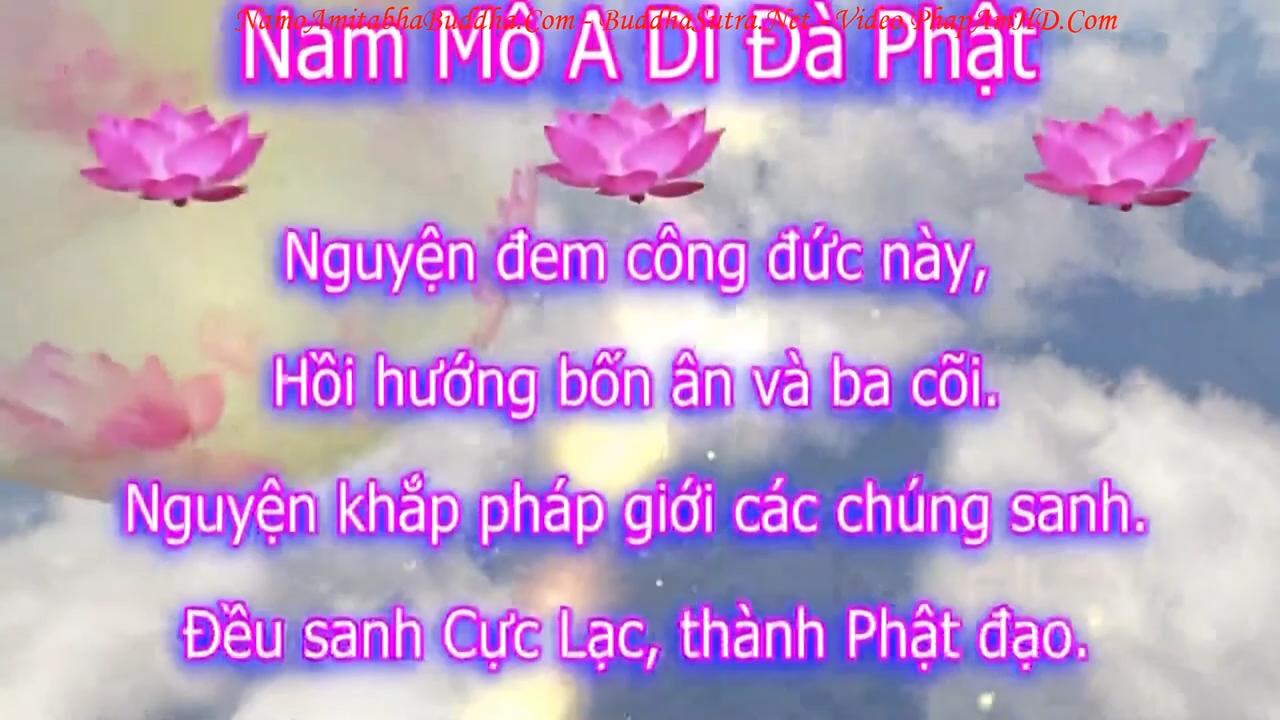 NamoAmitabhaBuddha.Com - BuddhaSutra.Net - Video PhapAmHD.Com
Nam Mô A Di Đà Phật
Nguyện đem công đức này,
Hồi hướng bốn ân và ba cõi.
Nguyện khắp pháp giới các chúng sanh.
Đều sanh Cực Lạc, thành Phật đạo.